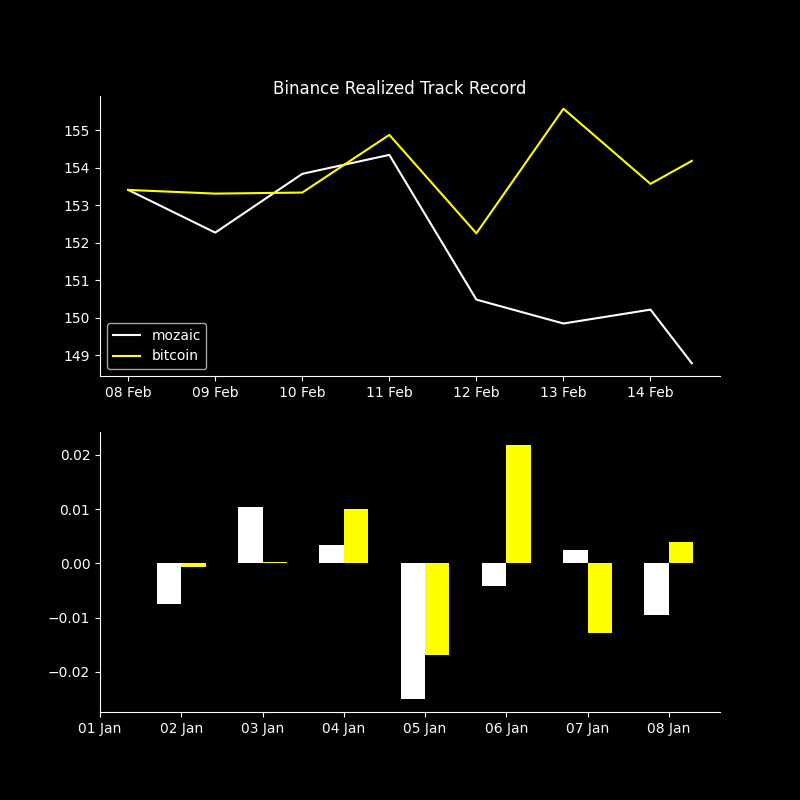 Binance Realized Track Record
155
154
153
152
151
150
149
mozaic
bitcoin
08 Feb 09 Feb 10 Feb 11 Feb 12 Feb 13 Feb 14 Feb
0.02
0.01
0.00
−0.01
−0.02
01 Jan 02 Jan 03 Jan 04 Jan 05 Jan 06 Jan 07 Jan 08 Jan